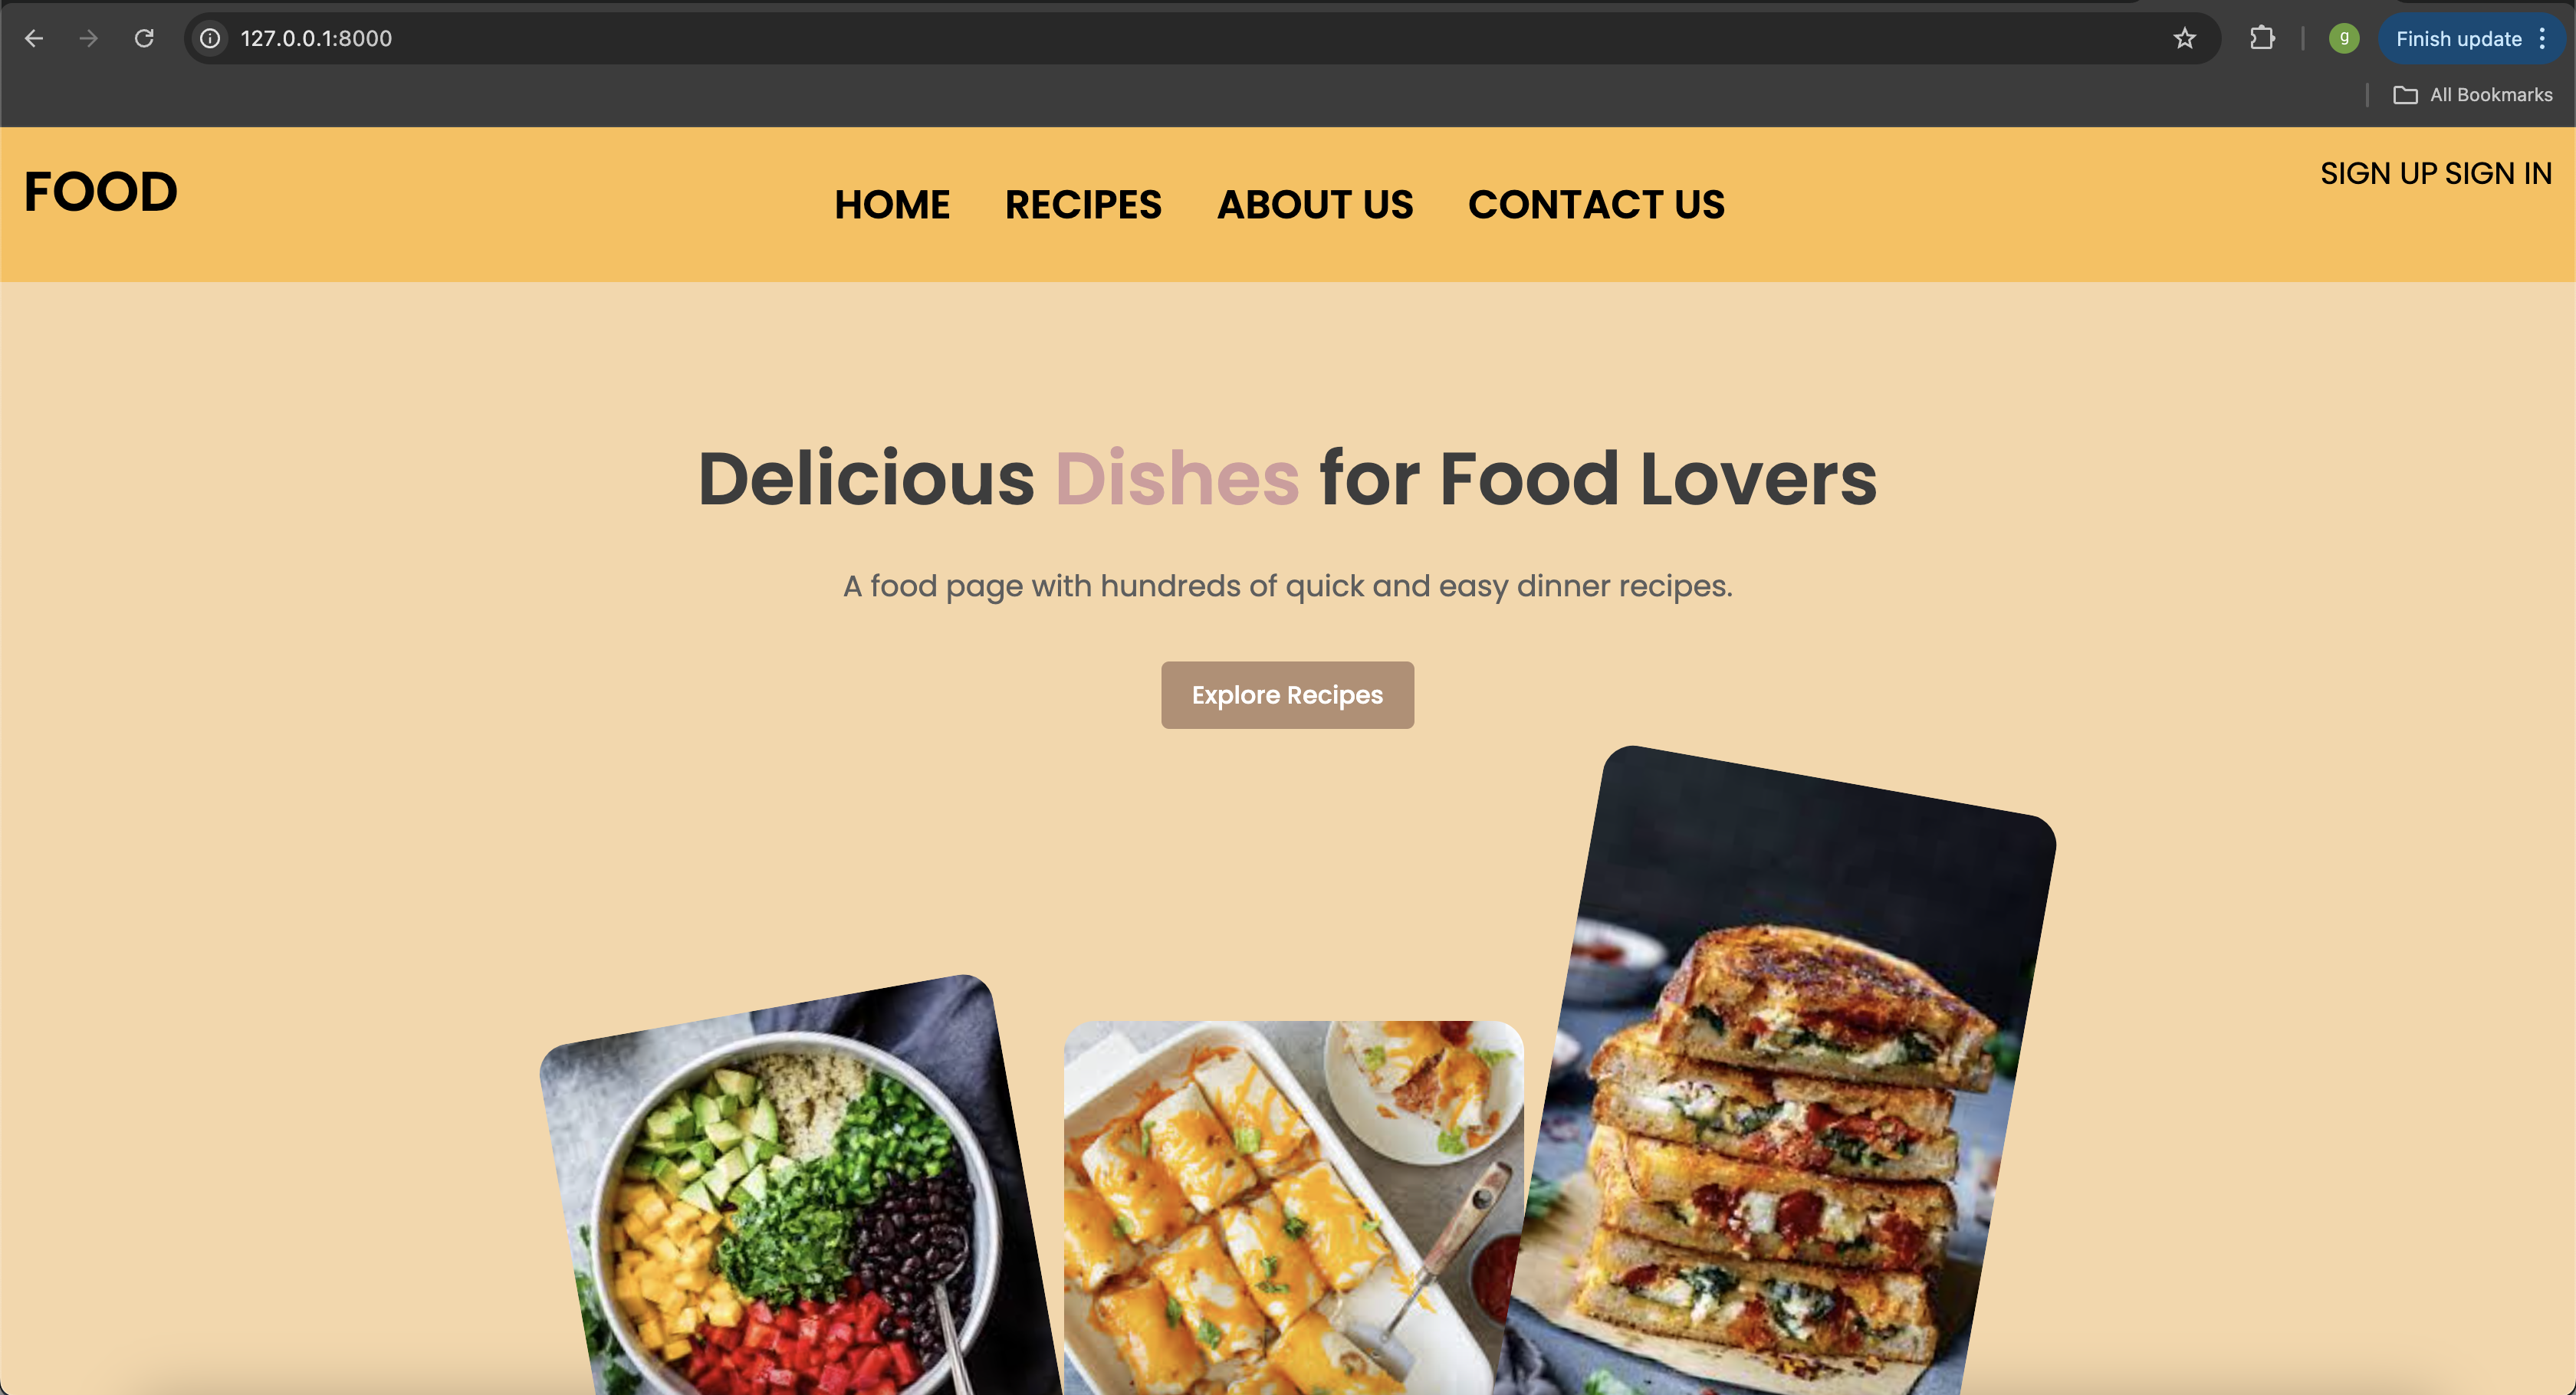 127.0.0.1:8000
g
Finish update
All Bookmarks
FOOD
HOME RECIPES ABOUT US CONTACT US
SIGN UP SIGN IN
Delicious Dishes for Food Lovers
A food page with hundreds of quick and easy dinner recipes.
Explore Recipes